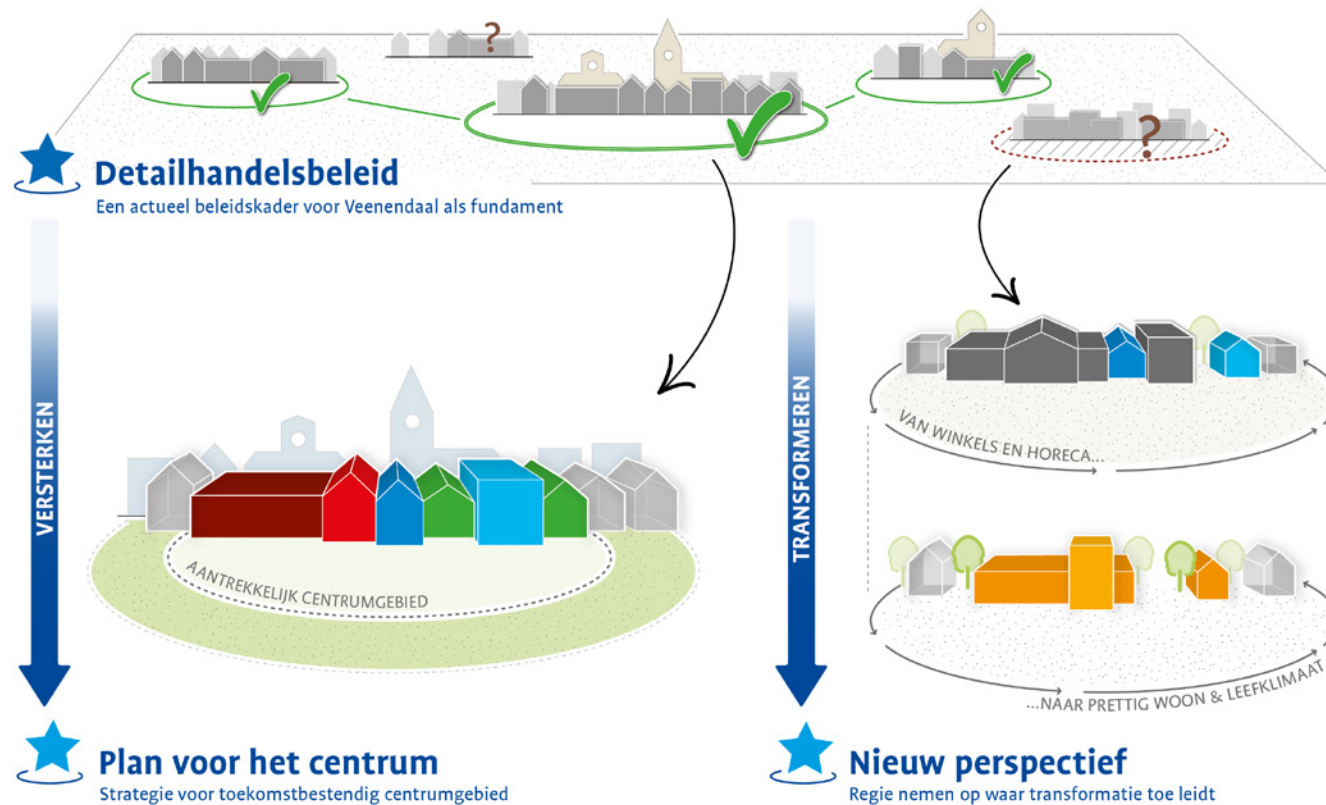 ?
?
Detailhandelsbeleid
Een actueel beleidskader voor Veenendaal als fundament
VERSTERKEN
AANTREKKELIJK CENTRUMGEBIED
Plan voor het centrum
Strategie voor toekomstbestendig centrumgebied
TRANSFORMEREN
VAN WINKELS EN HORECA...
...NAAR PRETTIG WOON & LEEFKLIMAAT
Nieuw perspectief
Regie nemen op waar transformatie toe leidt